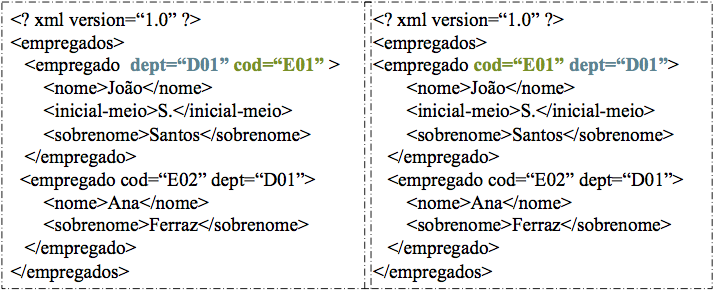 <? xml version=“1.0” ?>
<empregados>
<empregado dept=“D01” cod=“E01” >
<nome>João</nome>
<inicial-meio>S.</inicial-meio>
<sobrenome>Santos</sobrenome>
</empregado>
<empregado cod=“E02” dept=“D01”>
<nome>Ana</nome>
<sobrenome>Ferraz</sobrenome>
</empregado>
</empregados>
<? xml version=“1.0” ?>
<empregados>
<empregado cod=“E01” dept=“D01”>
<nome>João</nome>
<inicial-meio>S.</inicial-meio>
<sobrenome>Santos</sobrenome>
</empregado>
<empregado cod=“E02” dept=“D01”>
<nome>Ana</nome>
<sobrenome>Ferraz</sobrenome>
</empregado>
</empregados>